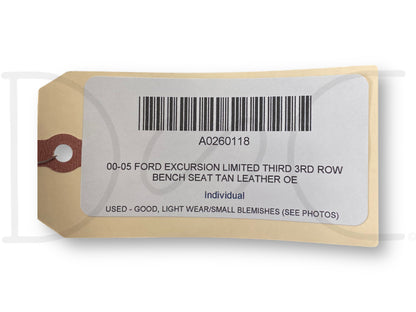 A0260118
00-05 FORD EXCURSION LIMITED THIRD 3RD ROW
BENCH SEAT TAN LEATHER OE
Individual
USED - GOOD, LIGHT WEAR/SMALL BLEMISHES (SEE PHOTOS)